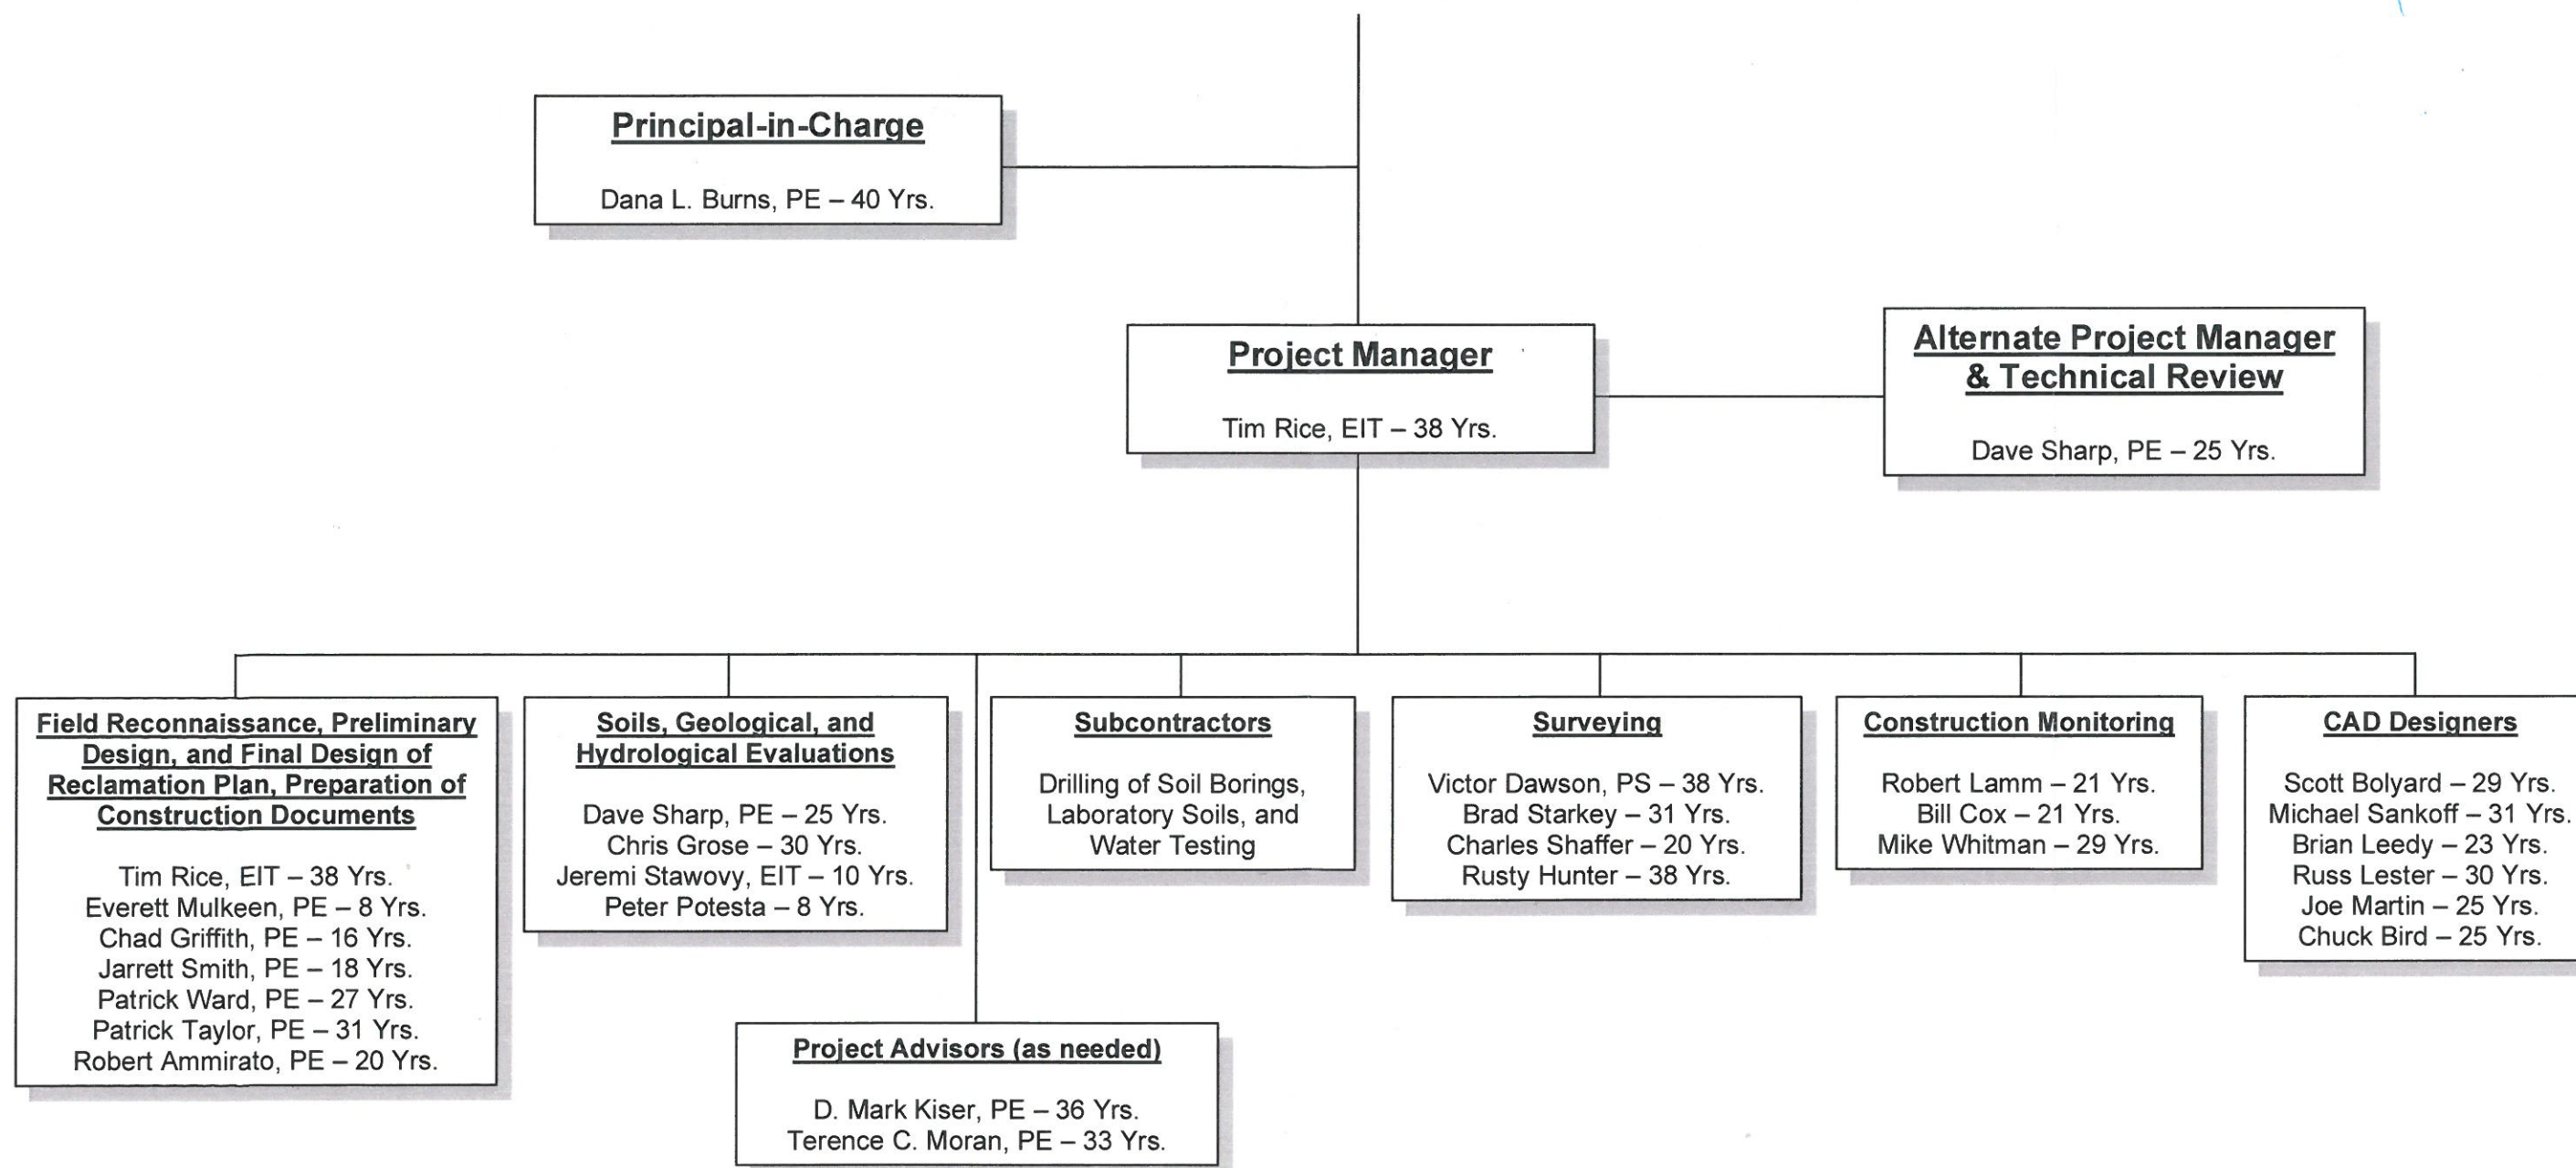 Principal-in-Charge
Dana L. Burns, PE – 40 Yrs.
Project Manager
Tim Rice, EIT – 38 Yrs.
Alternate Project Manager
& Technical Review
Dave Sharp, PE – 25 Yrs.
Field Reconnaissance, Preliminary
Design, and Final Design of
Reclamation Plan, Preparation of
Construction Documents
Tim Rice, EIT – 38 Yrs.
Everett Mulkeen, PE – 8 Yrs.
Chad Griffith, PE – 16 Yrs.
Jarrett Smith, PE – 18 Yrs.
Patrick Ward, PE – 27 Yrs.
Patrick Taylor, PE – 31 Yrs.
Robert Ammirato, PE – 20 Yrs.
Soils, Geological, and
Hydrological Evaluations
Dave Sharp, PE – 25 Yrs.
Chris Grose – 30 Yrs.
Jeremi Stawovy, EIT – 10 Yrs.
Peter Potesta – 8 Yrs.
Subcontractors
Drilling of Soil Borings,
Laboratory Soils, and
Water Testing
Surveying
Victor Dawson, PS – 38 Yrs.
Brad Starkey – 31 Yrs.
Charles Shaffer – 20 Yrs.
Rusty Hunter – 38 Yrs.
Construction Monitoring
Robert Lamm – 21 Yrs.
Bill Cox – 21 Yrs.
Mike Whitman – 29 Yrs.
CAD Designers
Scott Bolyard – 29 Yrs.
Michael Sankoff – 31 Yrs.
Brian Leedy – 23 Yrs.
Russ Lester – 30 Yrs.
Joe Martin – 25 Yrs.
Chuck Bird – 25 Yrs.
Project Advisors (as needed)
D. Mark Kiser, PE – 36 Yrs.
Terence C. Moran, PE – 33 Yrs.